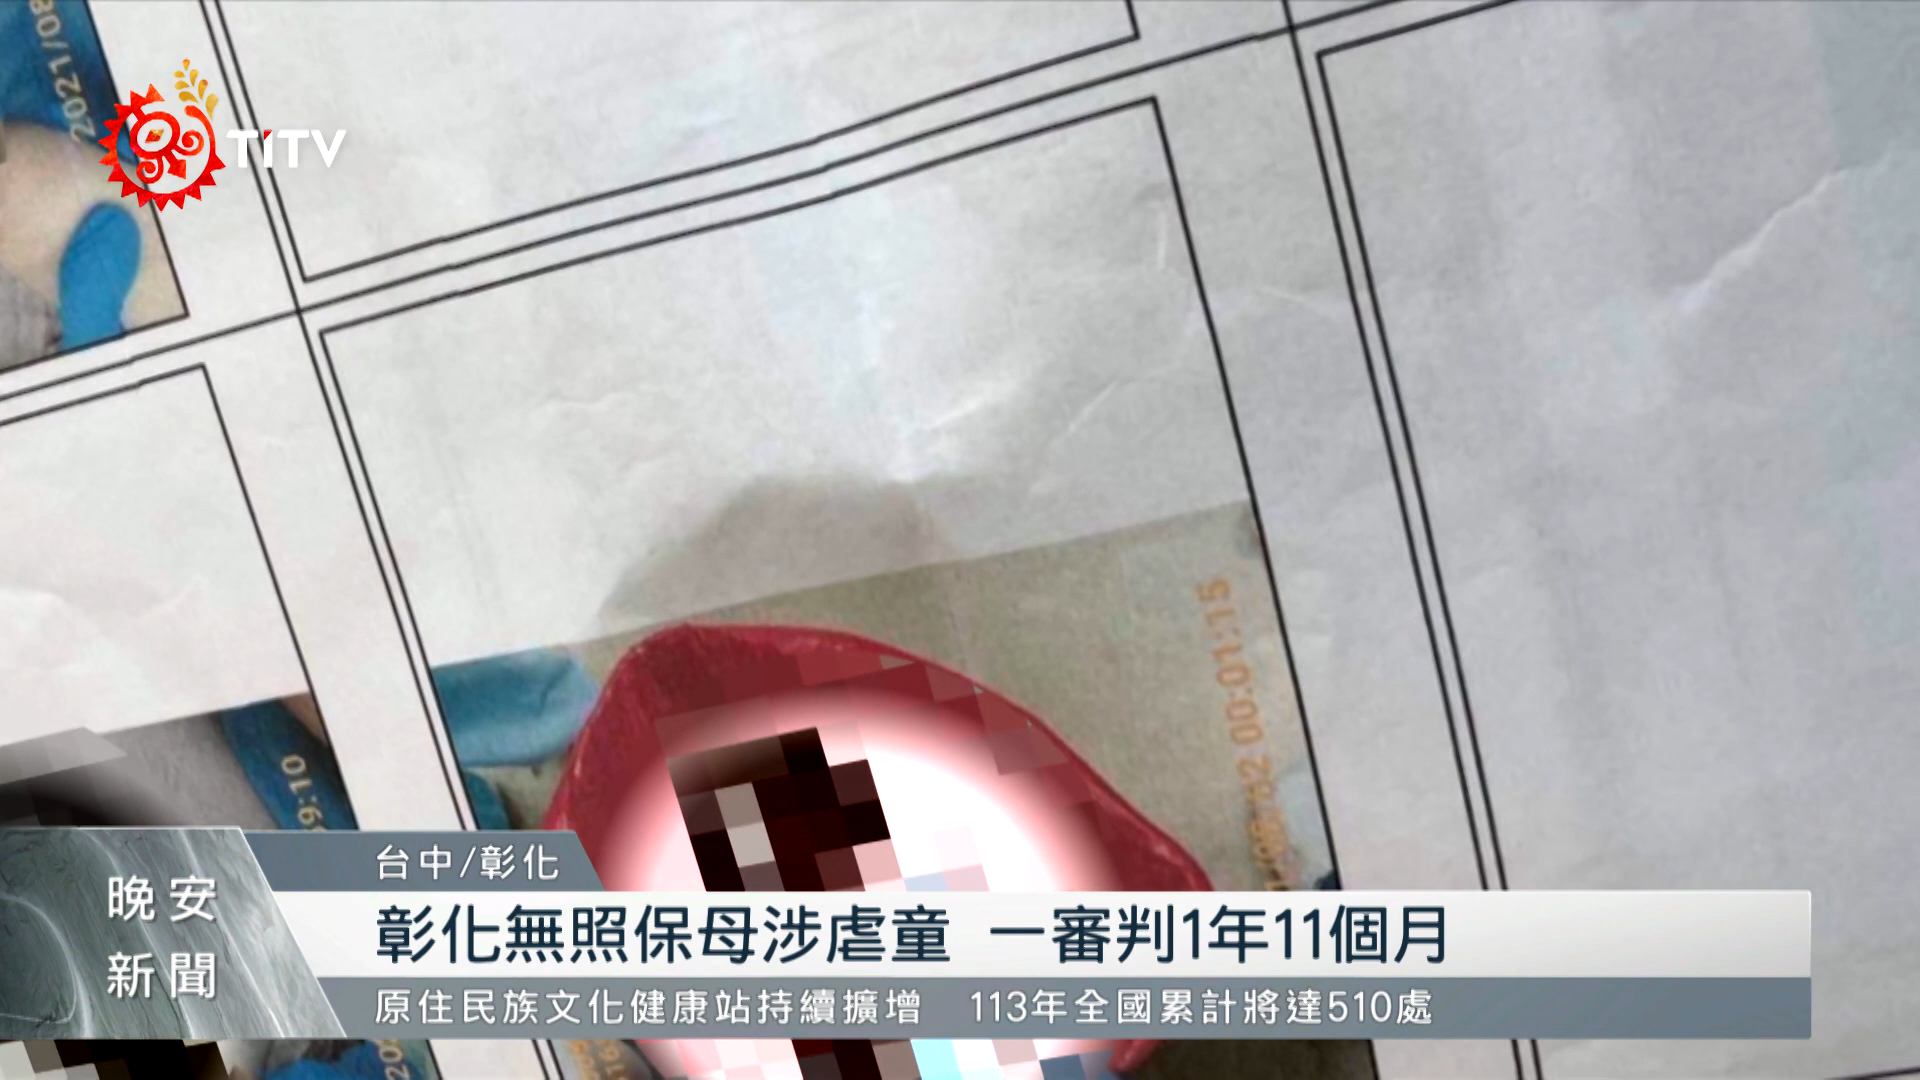 2021/08
TiTV
00:01:15
39:10
台中/彰化
晚安
新聞
彰化無照保母涉虐童 一審判1年11個月
原住民族文化健康站持續擴增 113年全國累計將達510處